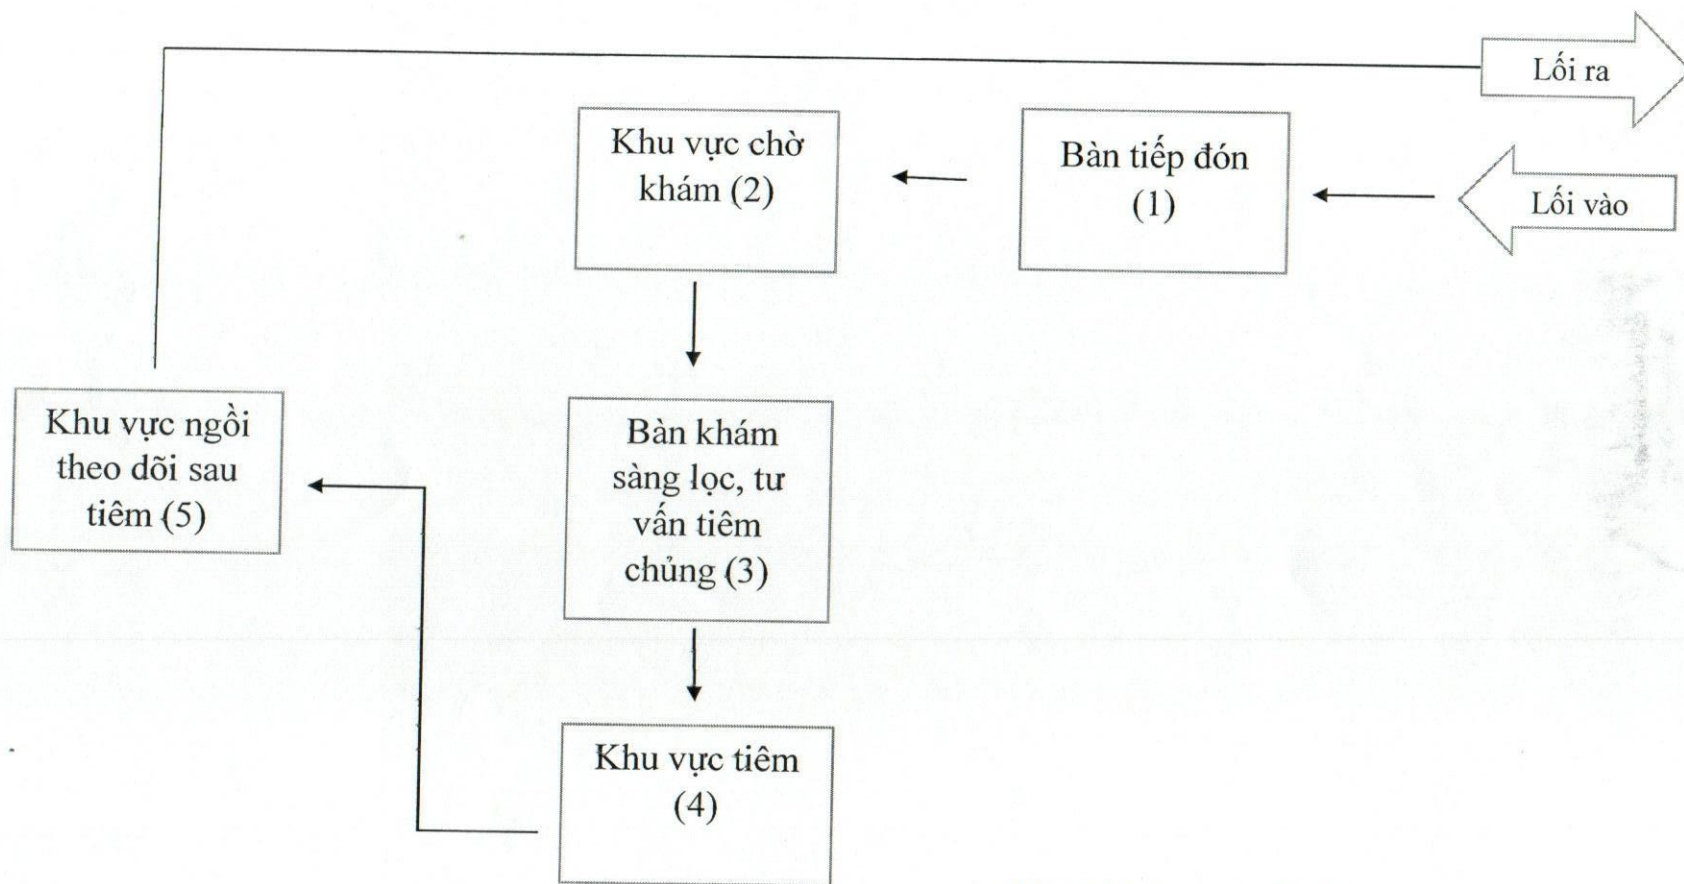 Lối ra
Khu vực chờ
khám (2)
Bàn tiếp đón
(1)
Lối vào
Khu vực ngồi
theo dõi sau
tiêm (5)
Bàn khám
sàng lọc, tư
vấn tiêm
chủng (3)
Khu vực tiêm
(4)